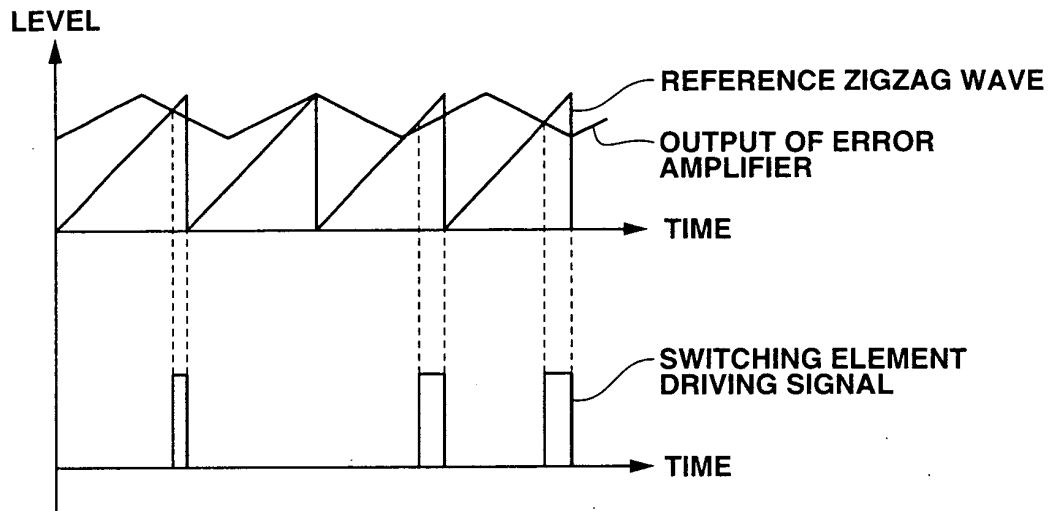 LEVEL
REFERENCE ZIGZAG WAVE
OUTPUT OF ERROR
AMPLIFIER
TIME
SWITCHING ELEMENT
DRIVING SIGNAL
TIME